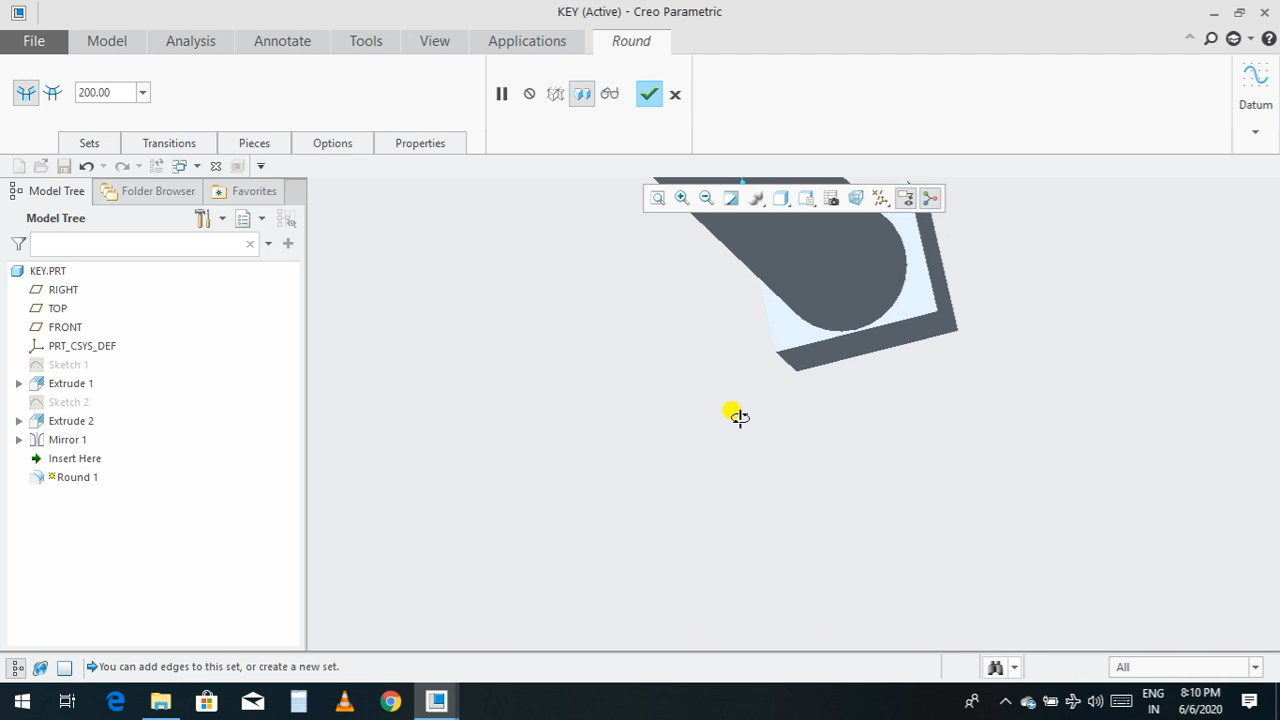 KEY (Active) - Creo Parametric
File Model Analysis Annotate Tools View Applications Round
200.00
Datum
Sets Transitions Pieces Options Properties
Model Tree Folder Browser Favorites
Model Tree
KEY.PRT
RIGHT
TOP
FRONT
PRT_CSYS_DEF
Sketch 1
Extrude 1
Sketch 2
Extrude 2
Mirror 1
Insert Here
Round 1
You can add edges to this set, or create a new set.
All
ENG 8:10 PM
IN 6/6/2020